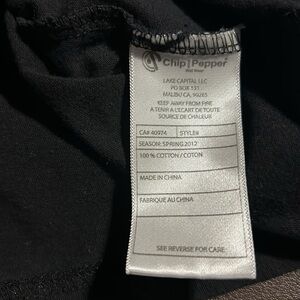 Chip|Pepper
LAKE CAPITAL LLC
PO BOX 131
MALIBU CA, 90265
KEEP AWAY FROM FIRE
A TENIR A L'ECART DE TOUTE
SOURCE DE CHALEUR
CA# 40974 STYLE#
SEASON: SPRING 2012
100 % COTTON / COTON
MADE IN CHINA
FABRIQUE AU CHINA
SEE REVERSE FOR CARE: